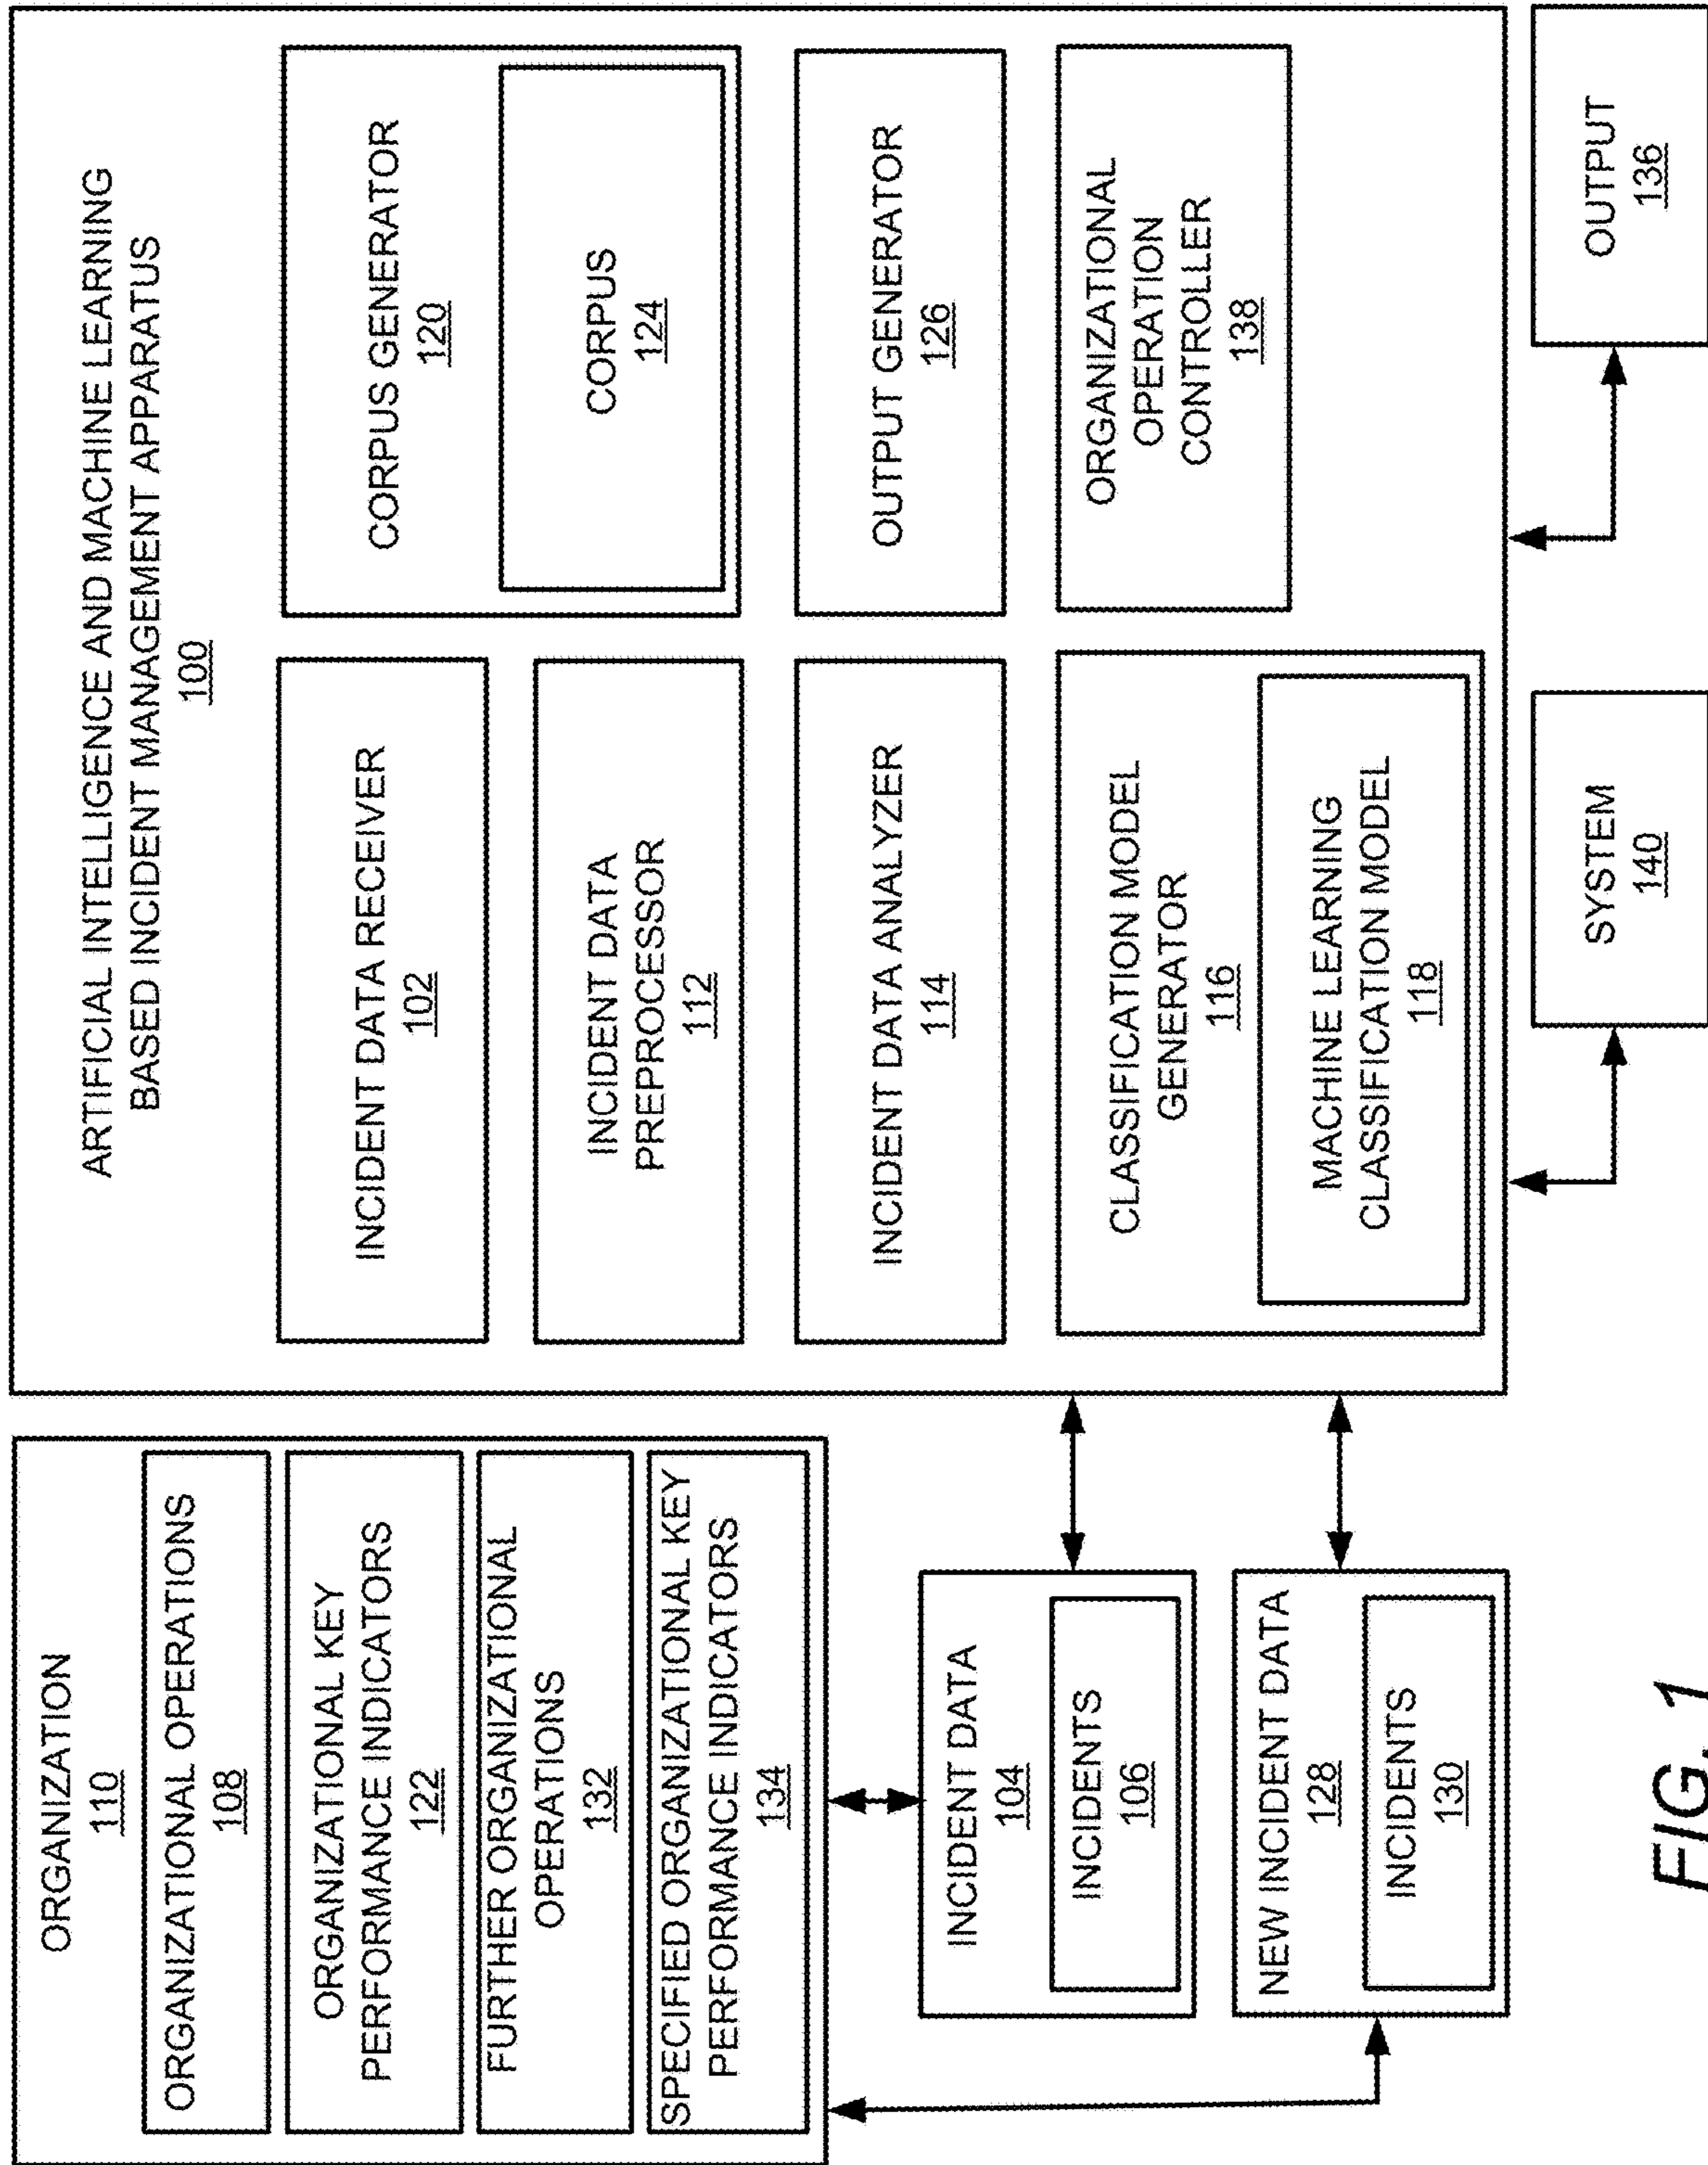 ORGANIZATION
110
ORGANIZATIONAL OPERATIONS
108
ORGANIZATIONAL KEY
PERFORMANCE INDICATORS
122
FURTHER ORGANIZATIONAL
OPERATIONS
132
SPECIFIED ORGANIZATIONAL KEY
PERFORMANCE INDICATORS
134
INCIDENT DATA
104
INCIDENTS
106
NEW INCIDENT DATA
128
INCIDENTS
130
ARTIFICIAL INTELLIGENCE AND MACHINE LEARNING
BASED INCIDENT MANAGEMENT APPARATUS
100
INCIDENT DATA RECEIVER
102
INCIDENT DATA
PREPROCESSOR
112
INCIDENT DATA ANALYZER
114
CLASSIFICATION MODEL
GENERATOR
116
MACHINE LEARNING
CLASSIFICATION MODEL
118
CORPUS GENERATOR
120
CORPUS
124
OUTPUT GENERATOR
126
ORGANIZATIONAL
OPERATION
CONTROLLER
138
SYSTEM
140
OUTPUT
136
FIG. 1